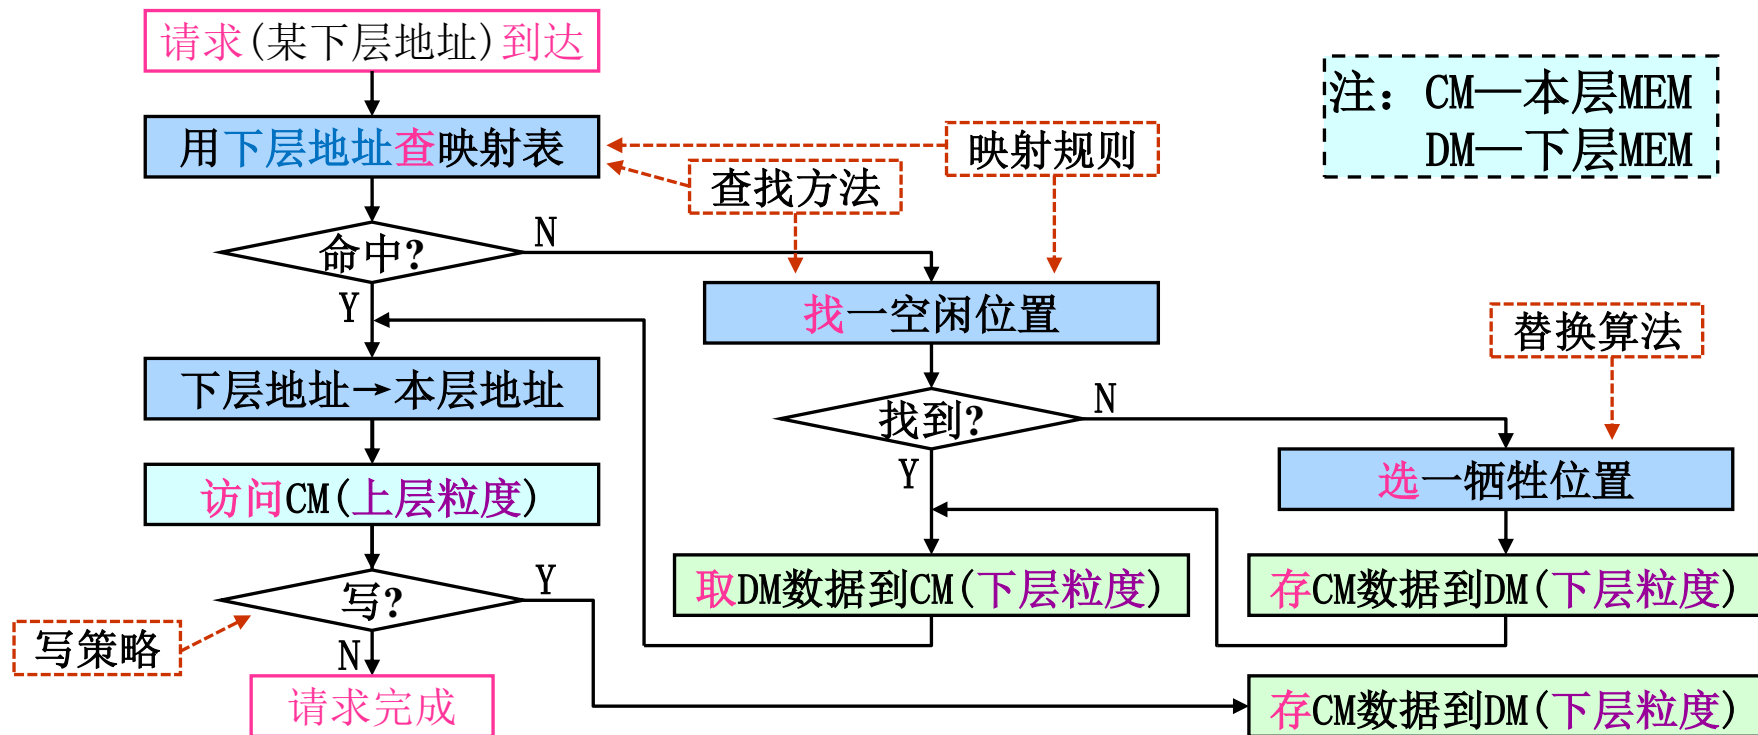 请求(某下层地址)到达
注：CM—本层MEM
DM—下层MEM
用下层地址查映射表
映射规则
查找方法
命中?
N
Y
找一空闲位置
替换算法
下层地址→本层地址
找到?
N
Y
选一牺牲位置
访问CM(上层粒度)
写?
Y
N
取DM数据到CM(下层粒度)
存CM数据到DM(下层粒度)
写策略
请求完成
存CM数据到DM(下层粒度)